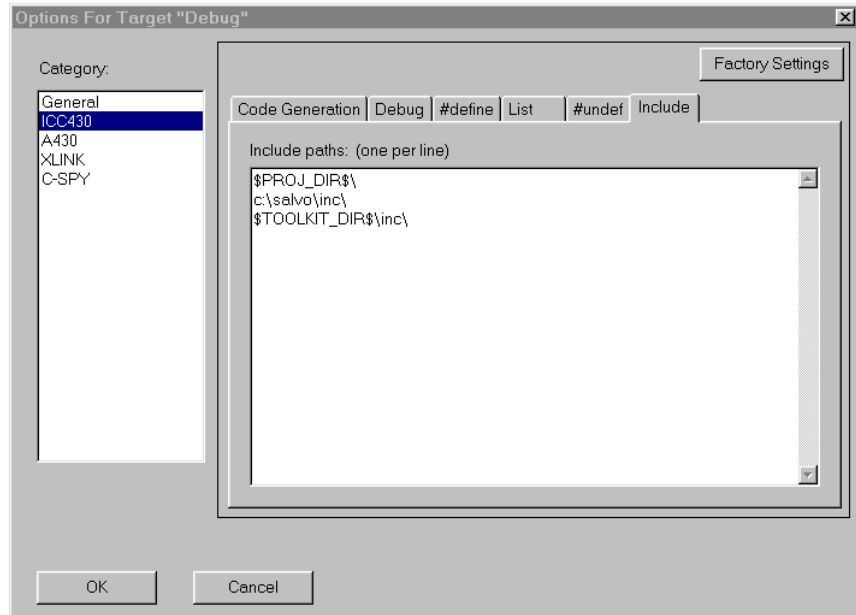 Options For Target "Debug"
Category:
General
ICC430
A430
XLINK
C-SPY
Factory Settings
Code Generation
Debug
#define
List
#undef
Include
Include paths: (one per line)
$PROJ_DIR$\
c:\salvo\inc\
$TOOLKIT_DIR$\inc\
OK
Cancel